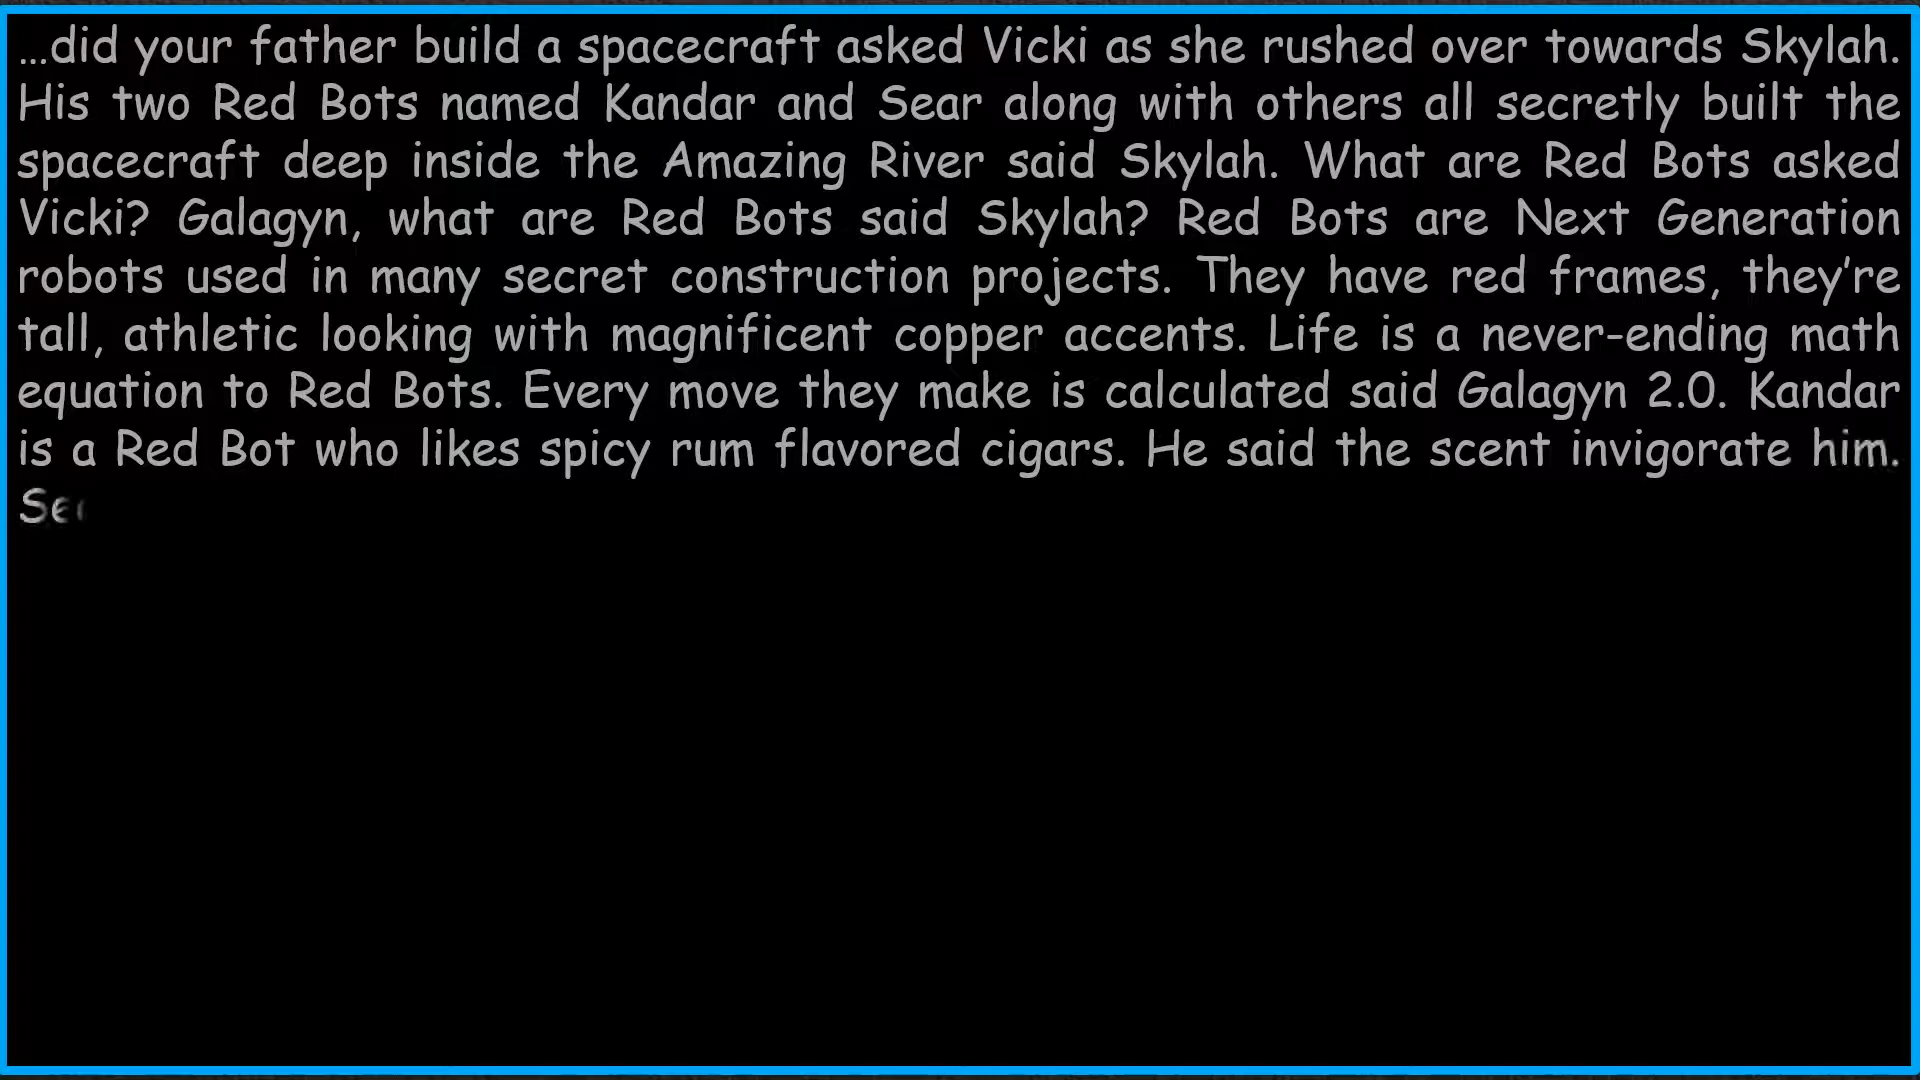 ...did your father build a spacecraft asked Vicki as she rushed over towards Skylah.
His two Red Bots named Kandar and Sear along with others all secretly built the
spacecraft deep inside the Amazing River said Skylah. What are Red Bots asked
Vicki? Galagyn, what are Red Bots said Skylah? Red Bots are Next Generation
robots used in many secret construction projects. They have red frames, they’re
tall, athletic looking with magnificent copper accents. Life is a never-ending math
equation to Red Bots. Every move they make is calculated said Galagyn 2.0. Kandar
is a Red Bot who likes spicy rum flavored cigars. He said the scent invigorate him.